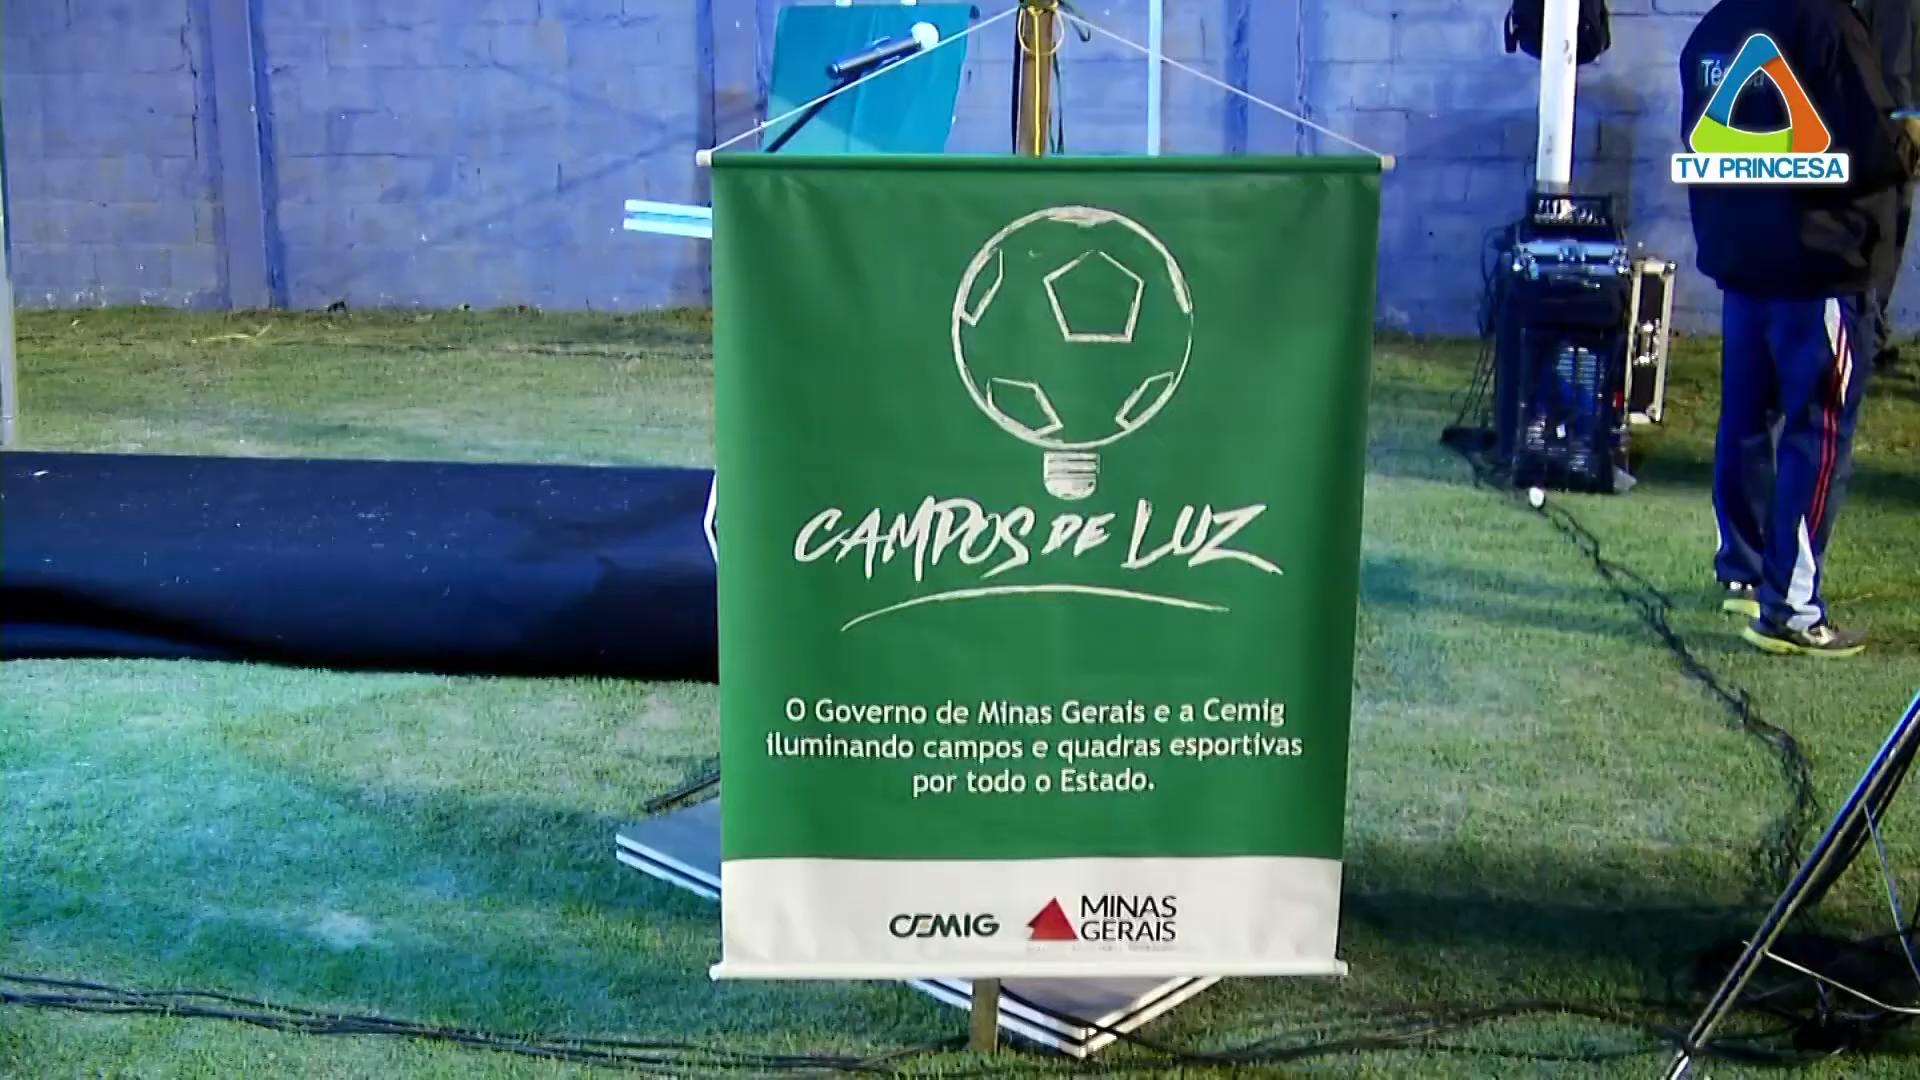 TV PRINCESA
CAMPOS DE LUZ
O Governo de Minas Gerais e a Cemig
iluminando campos e quadras esportivas
por todo o Estado.
CEMIG
MINAS
GERAIS